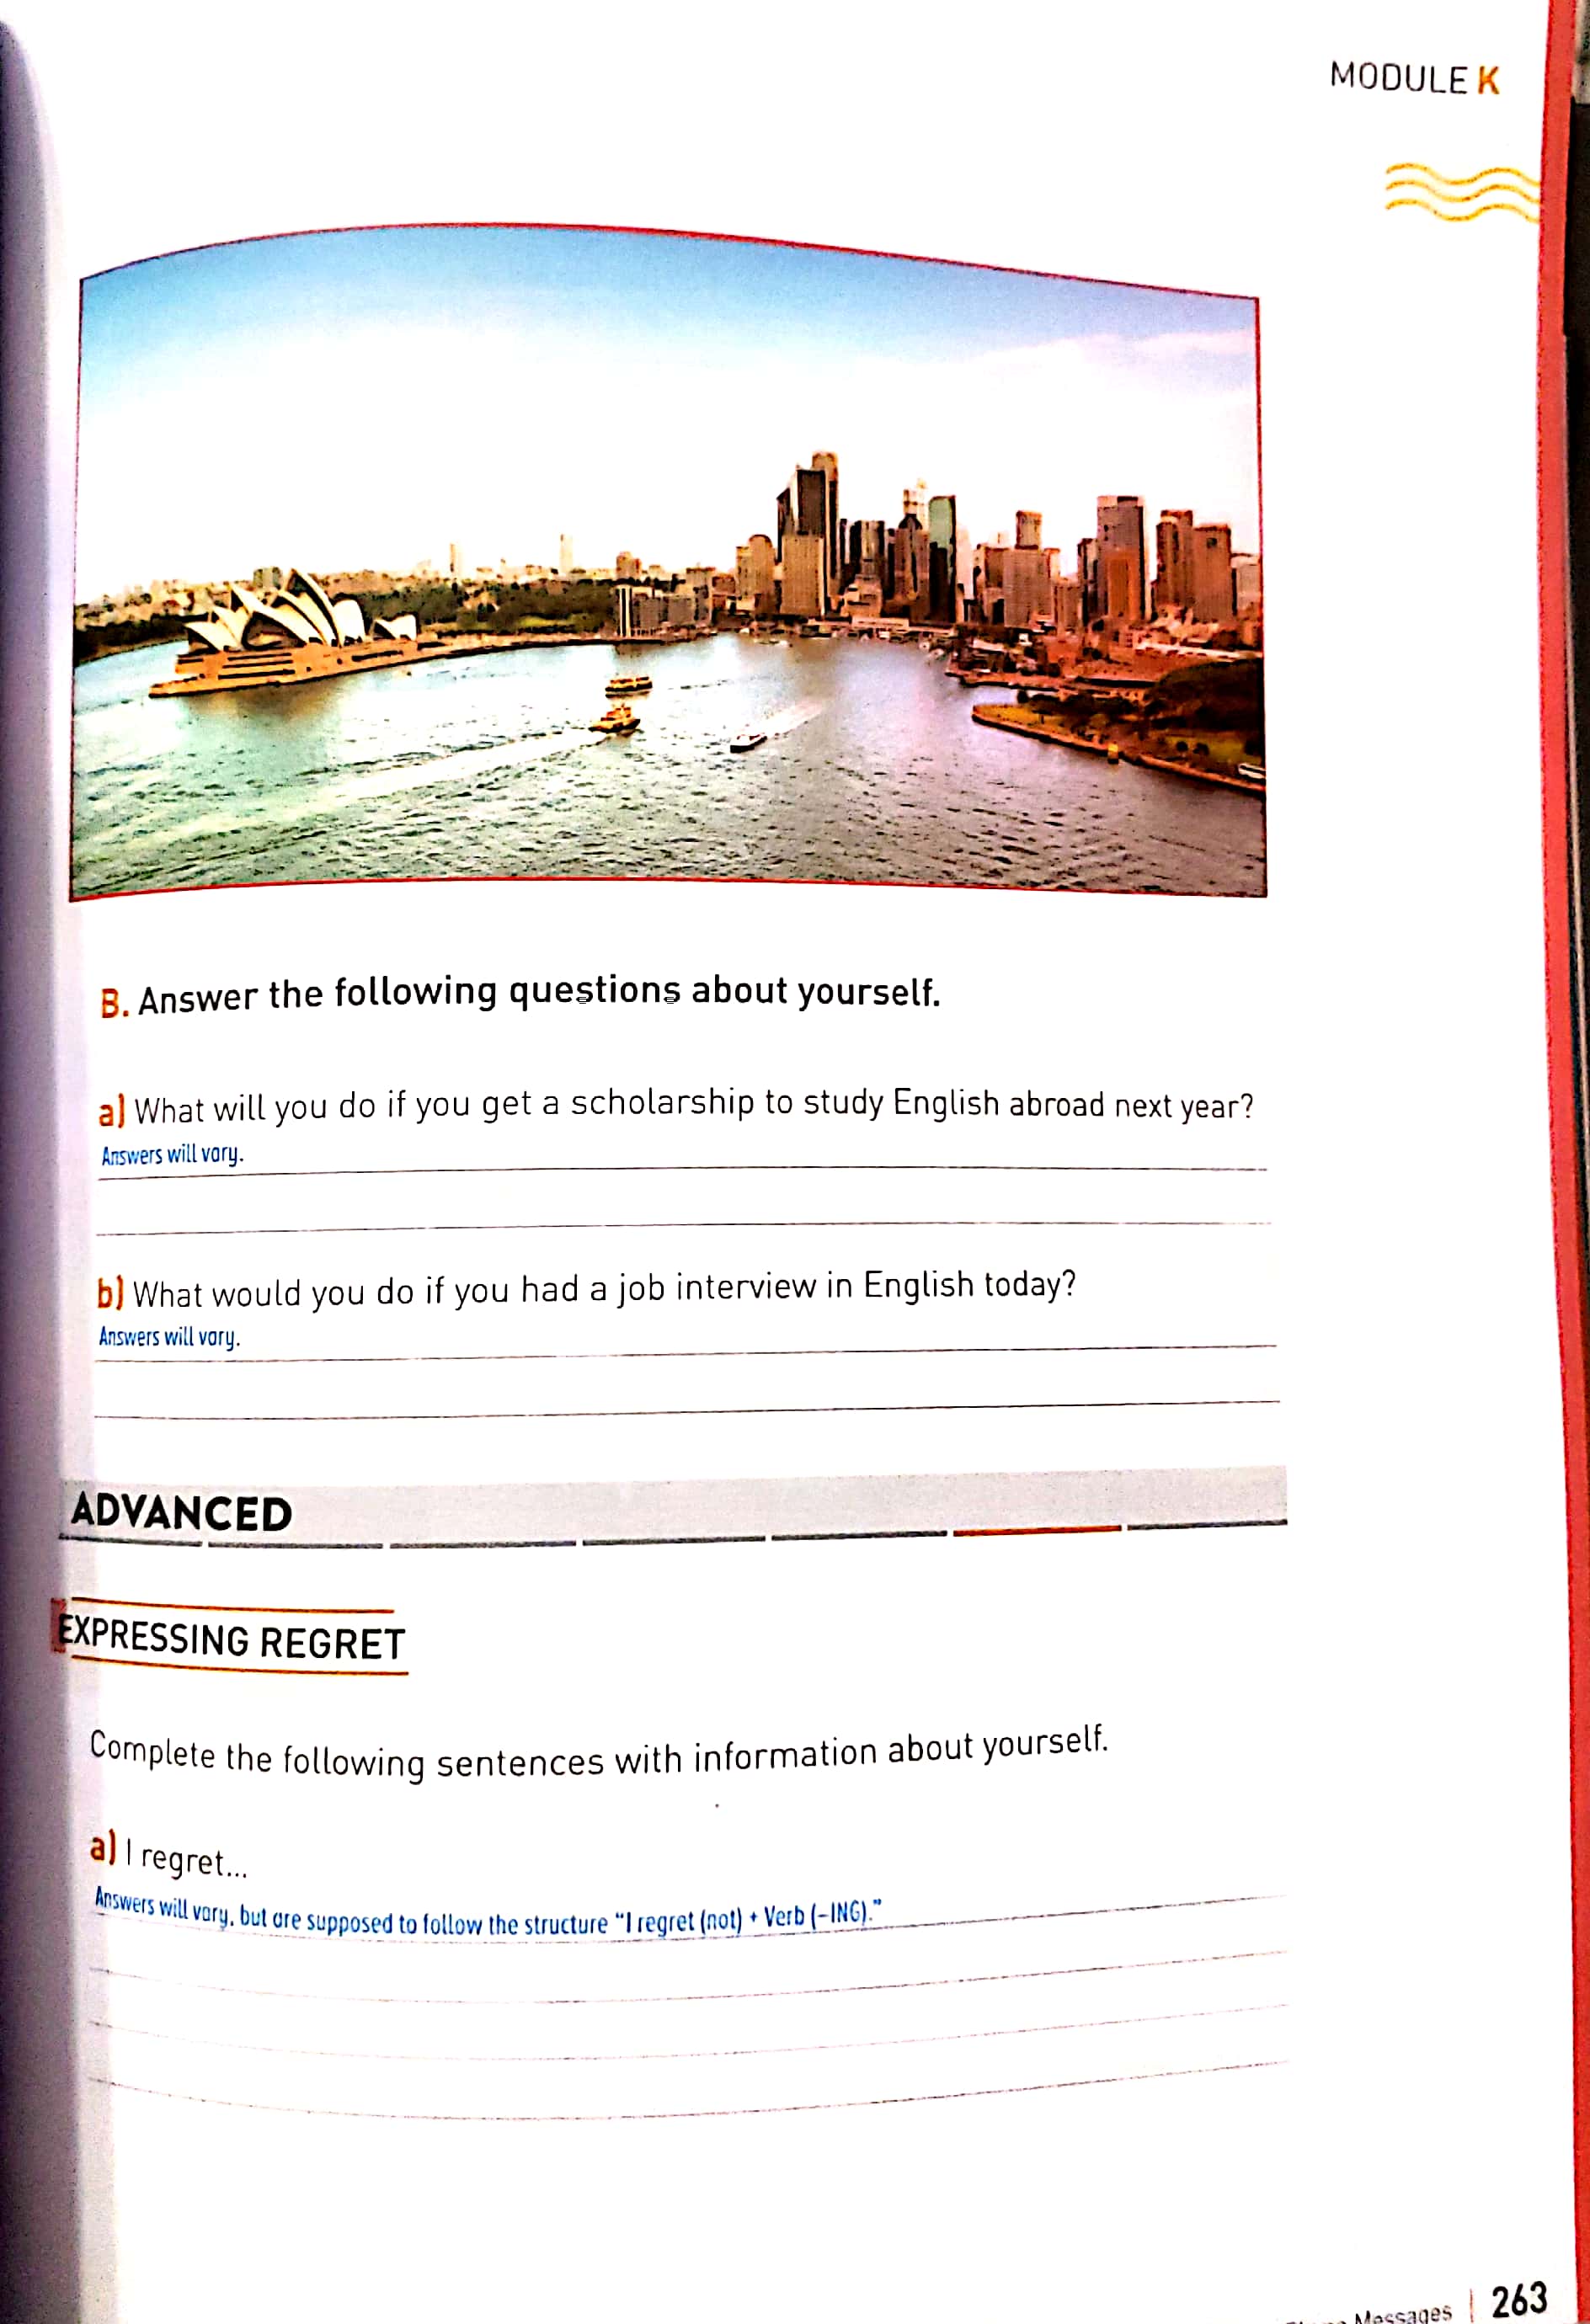 MODULE K
B. Answer the following questions about yourself.
a) What will you do if you get a scholarship to study English abroad next year?
Answers will vary.
b) What would you do if you had a job interview in English today?
Answers will vary.
ADVANCED
EXPRESSING REGRET
Complete the following sentences with information about yourself.
a) I regret...
Answers will vary, but are supposed to follow the structure "I regret (not) + Verb (-ING)."
Messages | 263